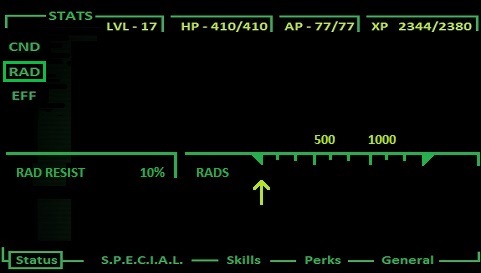 STATS
LVL - 17 HP - 410/410 AP - 77/77 XP 2344/2380
CND
RAD
EFF
500 1000
RAD RESIST 10% RADS
Status S.P.E.C.I.A.L. Skills Perks General